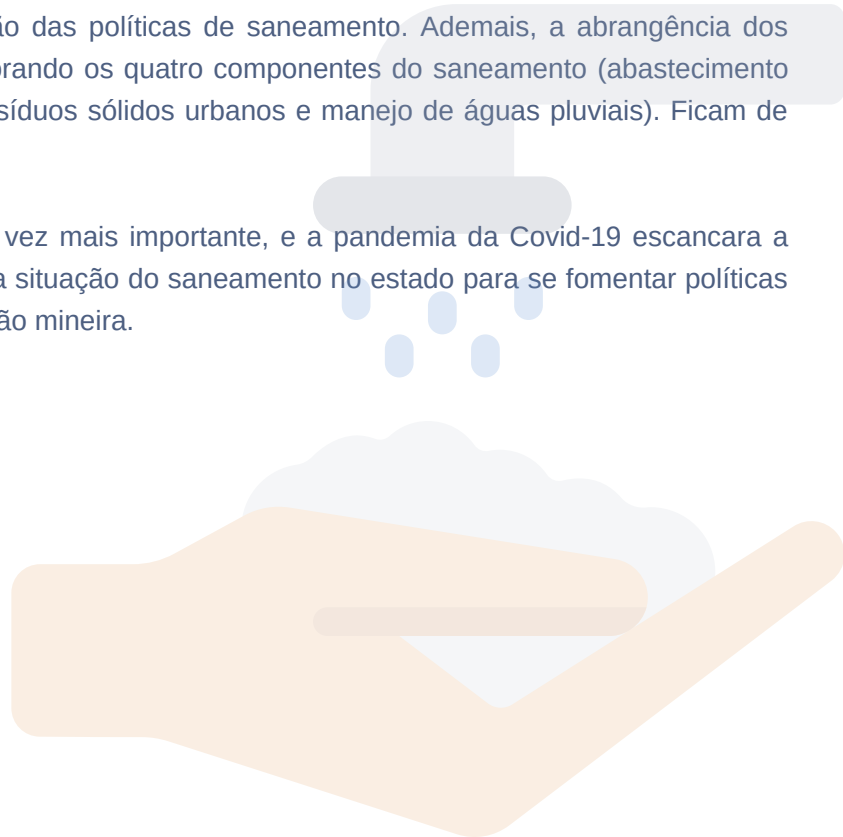 ão das políticas de saneamento. Ademais, a abrangência dos
orando os quatro componentes do saneamento (abastecimento
síduos sólidos urbanos e manejo de águas pluviais). Ficam de
vez mais importante, e a pandemia da Covid-19 escancara a
a situação do saneamento no estado para se fomentar políticas
ão mineira.